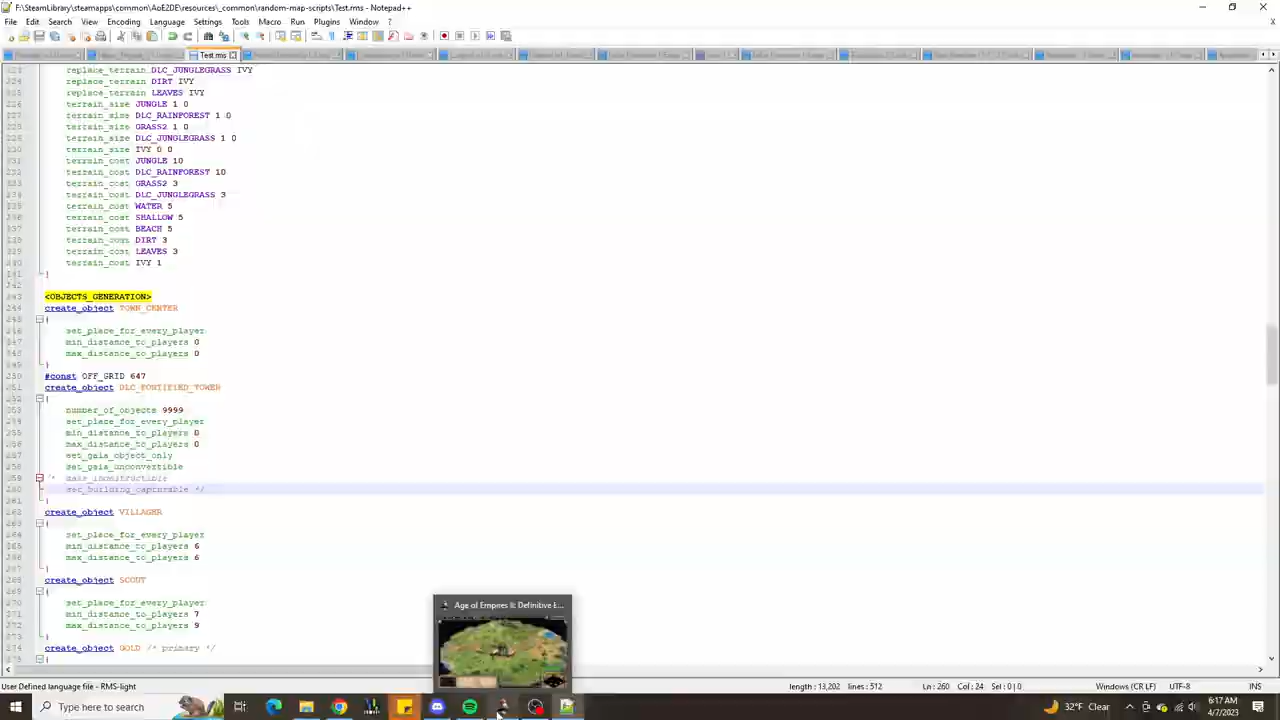 F:\SteamLibrary\steamapps\common\AoE2DE\resources\_common\random-map-scripts\Test.rms - Notepad++
File Edit Search View Encoding Language Settings Tools Macro Run Plugins Window ?
Test.rms
replace_terrain DLC_JUNGLEGRASS IVY
replace_terrain DIRT IVY
replace_terrain LEAVES IVY
terrain_size JUNGLE 1 0
terrain_size DLC_RAINFOREST 1 0
terrain_size GRASS2 1 0
terrain_size DLC_JUNGLEGRASS 1 0
terrain_size IVY 0 0
terrain_cost JUNGLE 10
terrain_cost DLC_RAINFOREST 10
terrain_cost GRASS2 3
terrain_cost DLC_JUNGLEGRASS 3
terrain_cost WATER 5
terrain_cost SHALLOW 5
terrain_cost BEACH 5
terrain_cost DIRT 3
terrain_cost LEAVES 3
terrain_cost IVY 1
}
<OBJECTS_GENERATION>
create_object TOWN_CENTER
{
set_place_for_every_player
min_distance_to_players 0
max_distance_to_players 0
}
#const OFF_GRID 647
create_object DLC_FORTIFIED_TOWER
{
number_of_objects 9999
set_place_for_every_player
min_distance_to_players 0
max_distance_to_players 0
set_gaia_object_only
set_gaia_unconvertible
/* make_indestructible
set_building_capturable */
}
create_object VILLAGER
{
set_place_for_every_player
min_distance_to_players 6
max_distance_to_players 6
}
create_object SCOUT
{
set_place_for_every_player
min_distance_to_players 7
max_distance_to_players 9
}
create_object GOLD /* primary */
Age of Empires II: Definitive E...
User Defined language file - RMS-light length : 13,202 lines : 512 Ln : 260 Col : 24 Sel : 0 | 0 Windows (CR LF) UTF-8 INS
Type here to search
32°F Clear
6:17 AM
4/7/2023